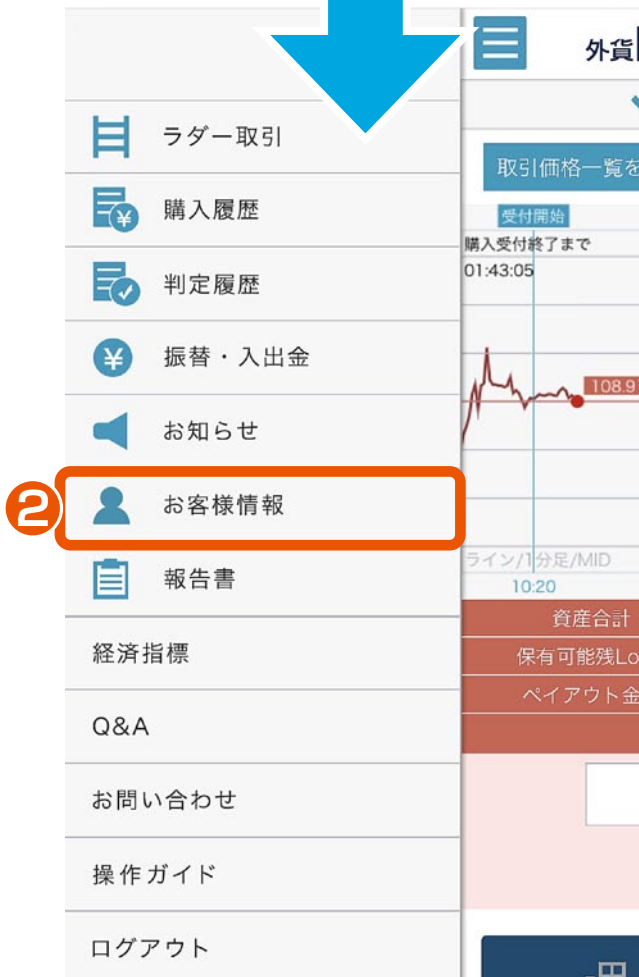 ラダー取引
購入履歴
判定履歴
振替・入出金
お知らせ
2
お客様情報
報告書
経済指標
Q&A
お問い合わせ
操作ガイド
ログアウト
外貨
取引価格一覧を
受付開始
購入受付終了まで
01:43:05
108.9
ライン/1分足/MID
10:20
資産合計
保有可能残Lo
ペイアウト金